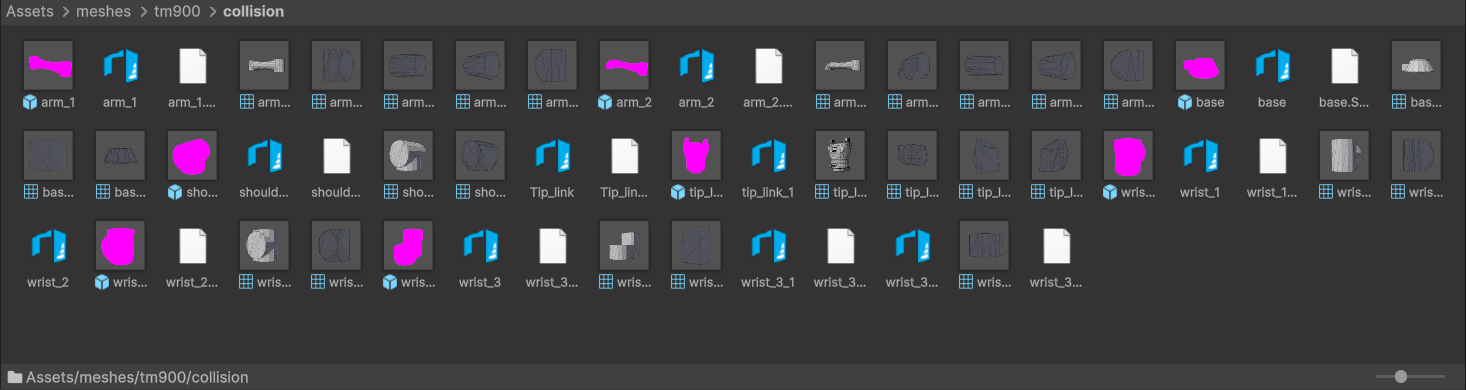 Assets > meshes > tm900 > collision
arm_1 arm_1 arm_1.... arm... arm... arm... arm... arm... arm_2 arm_2 arm_2.... arm... arm... arm... arm... arm... base base base.S... bas...
bas... bas... sho... should... should... sho... sho... Tip_link Tip_lin... tip_l... tip_link_1 tip_l... tip_l... tip_l... tip_l... wris... wrist_1 wrist_1... wris... wris...
wrist_2 wris... wrist_2... wris... wris... wris... wrist_3 wrist_3... wris... wris... wrist_3_1 wrist_3... wrist_3... wris... wrist_3...
Assets/meshes/tm900/collision